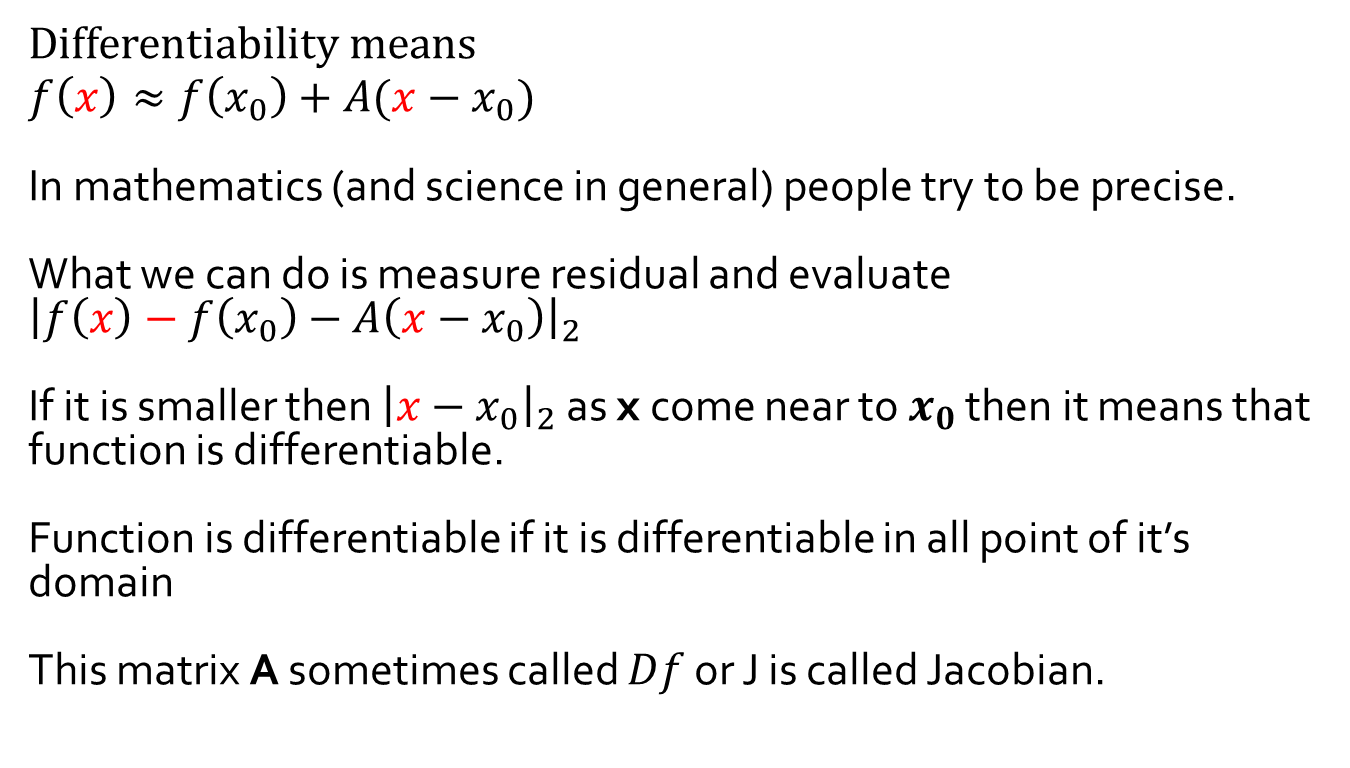 Differentiability means
f(x) ≈ f(x₀) + A(x − x₀)
In mathematics (and science in general) people try to be precise.
What we can do is measure residual and evaluate
|f(x) − f(x₀) − A(x − x₀)|₂
If it is smaller then |x − x₀|₂ as x come near to x₀ then it means that
function is differentiable.
Function is differentiable if it is differentiable in all point of it’s
domain
This matrix A sometimes called Df or J is called Jacobian.